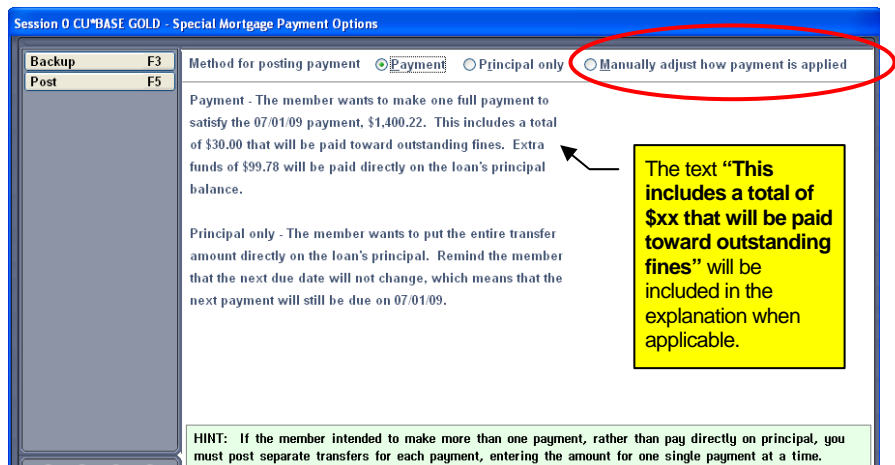 Session 0 CU*BASE GOLD - Special Mortgage Payment Options
Backup F3
Post F5
Method for posting payment Payment Principal only Manually adjust how payment is applied
Payment - The member wants to make one full payment to
satisfy the 07/01/09 payment, $1,400.22. This includes a total
of $30.00 that will be paid toward outstanding fines. Extra
funds of $99.78 will be paid directly on the loan's principal
balance.
Principal only - The member wants to put the entire transfer
amount directly on the loan's principal. Remind the member
that the next due date will not change, which means that the
next payment will still be due on 07/01/09.
The text “This
includes a total of
$xx that will be paid
toward outstanding
fines” will be
included in the
explanation when
applicable.
HINT: If the member intended to make more than one payment, rather than pay directly on principal, you
must post separate transfers for each payment, entering the amount for one single payment at a time.